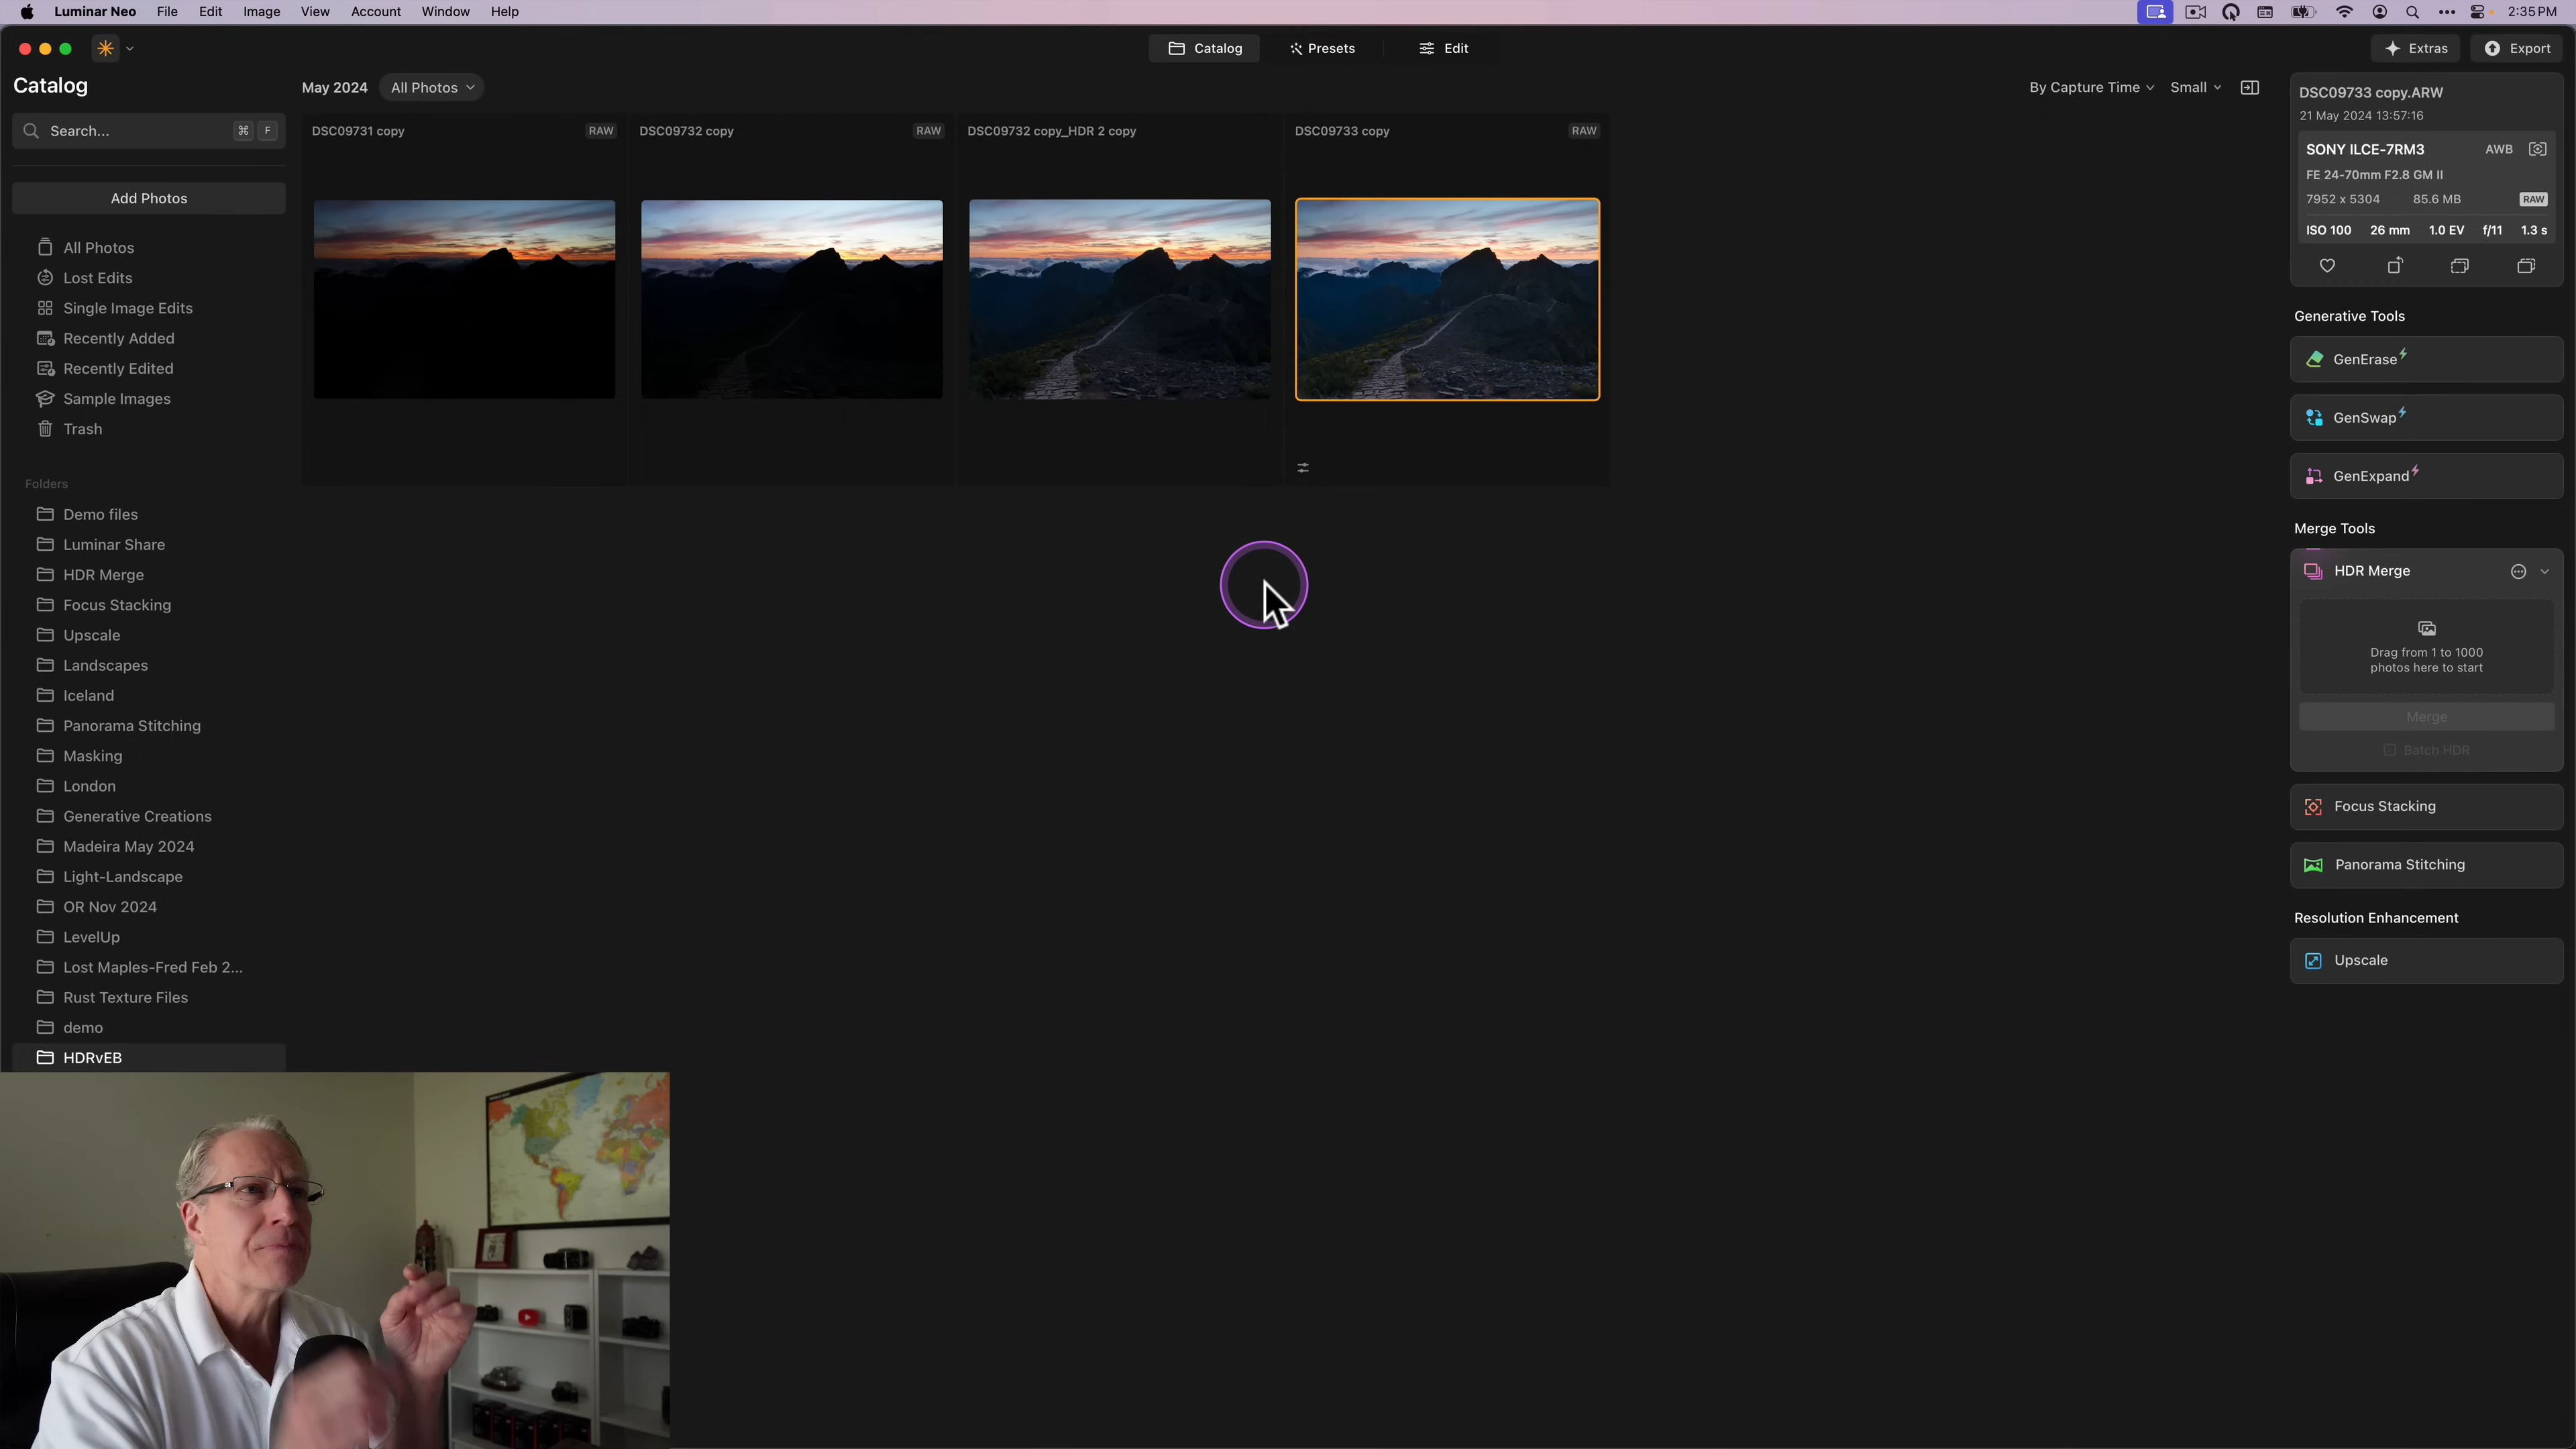 Luminar Neo File Edit Image View Account Window Help 2:35 PM
Catalog Presets Edit Extras Export
Catalog
May 2024 All Photos By Capture Time Small
Search... ⌘ F
Add Photos
All Photos
Lost Edits
Single Image Edits
Recently Added
Recently Edited
Sample Images
Trash
Folders
Demo files
Luminar Share
HDR Merge
Focus Stacking
Upscale
Landscapes
Iceland
Panorama Stitching
Masking
London
Generative Creations
Madeira May 2024
Light-Landscape
OR Nov 2024
LevelUp
Lost Maples-Fred Feb 2...
Rust Texture Files
demo
HDRvEB
DSC09731 copy RAW
DSC09732 copy RAW
DSC09732 copy_HDR 2 copy
DSC09733 copy RAW
DSC09733 copy.ARW
21 May 2024 13:57:16
SONY ILCE-7RM3 AWB
FE 24-70mm F2.8 GM II
7952 x 5304 85.6 MB RAW
ISO 100 26 mm 1.0 EV f/11 1.3 s
Generative Tools
GenErase
GenSwap
GenExpand
Merge Tools
HDR Merge
Drag from 1 to 1000
photos here to start
Merge
Batch HDR
Focus Stacking
Panorama Stitching
Resolution Enhancement
Upscale